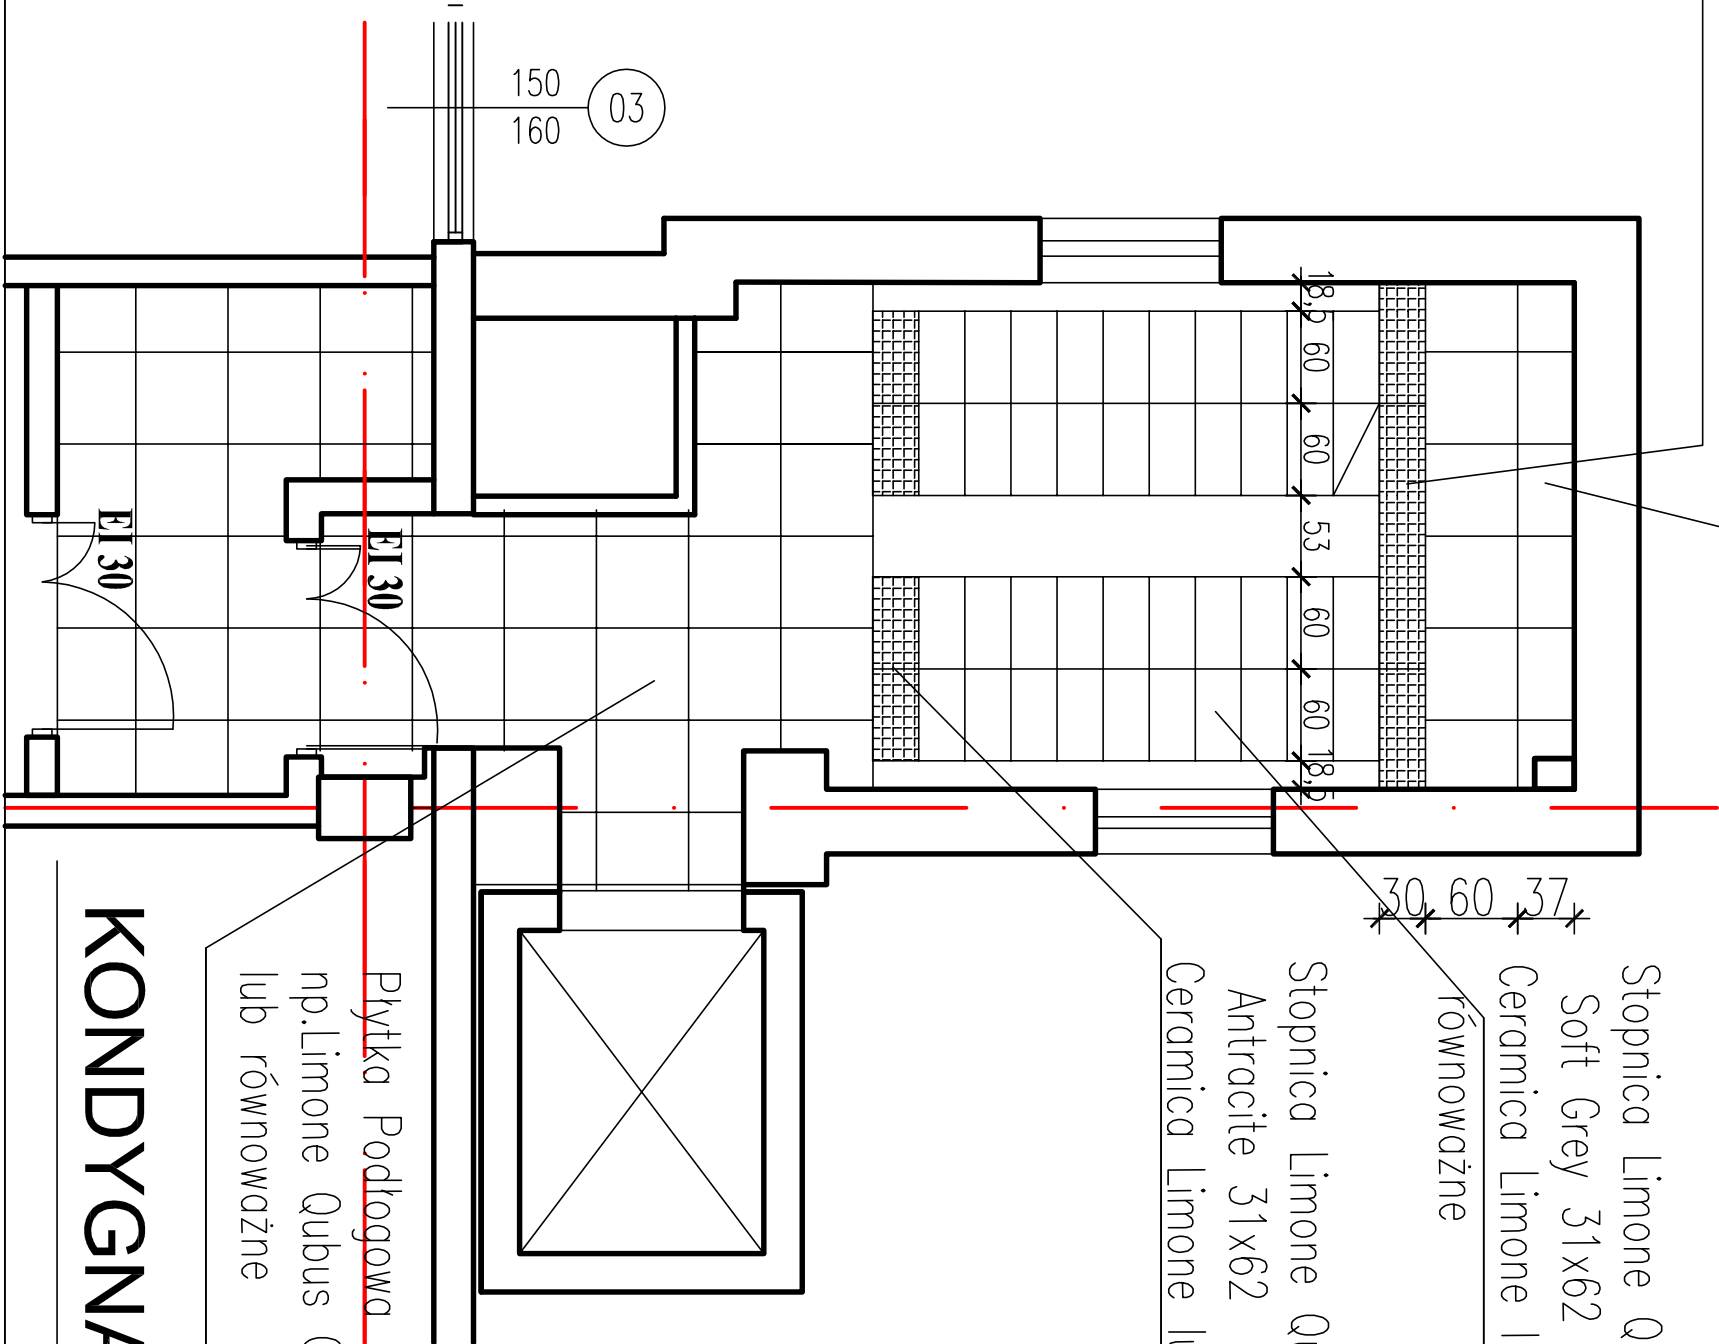 150
160
03
18,5
60
60
53
60
60
18,5
30 60 37
EI 30
EI 30
Stopnica Limone Q
Soft Grey 31x62
Ceramica Limone l
równoważne
Stopnica Limone Qu
Antracite 31x62
Ceramica Limone lu
Płytka Podłogowa
np.Limone Qubus
lub równoważne
KONDYGNA